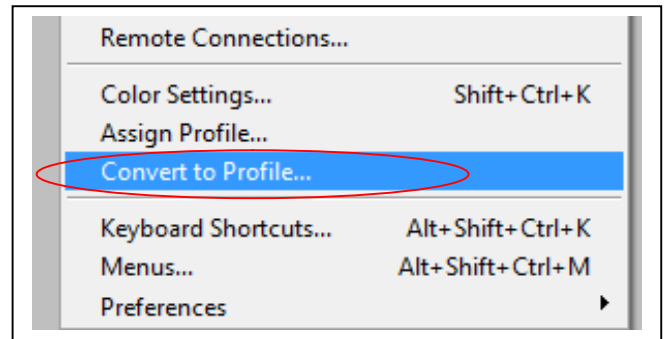 Remote Connections...
Color Settings... Shift+Ctrl+K
Assign Profile...
Convert to Profile...
Keyboard Shortcuts... Alt+Shift+Ctrl+K
Menus... Alt+Shift+Ctrl+M
Preferences